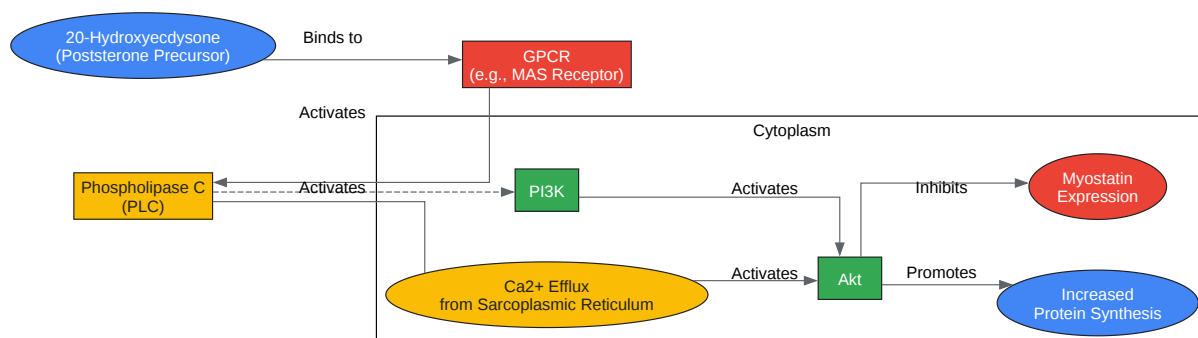 20-Hydroxyecdysone
(Poststerone Precursor)
Binds to
GPCR
(e.g., MAS Receptor)
Activates
Cytoplasm
Phospholipase C
(PLC)
Activates
PI3K
Activates
Inhibits
Myostatin
Expression
Ca2+ Efflux
from Sarcoplasmic Reticulum
Activates
Akt
Promotes
Increased
Protein Synthesis